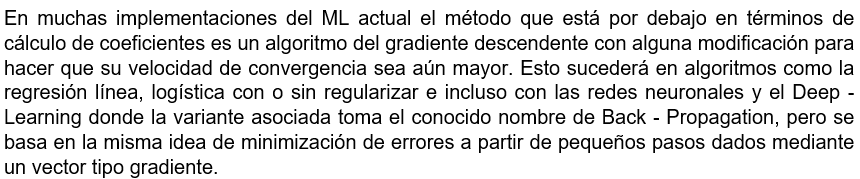 En muchas implementaciones del ML actual el método que está por debajo en términos de
cálculo de coeficientes es un algoritmo del gradiente descendente con alguna modificación para
hacer que su velocidad de convergencia sea aún mayor. Esto sucederá en algoritmos como la
regresión línea, logística con o sin regularizar e incluso con las redes neuronales y el Deep -
Learning donde la variante asociada toma el conocido nombre de Back - Propagation, pero se
basa en la misma idea de minimización de errores a partir de pequeños pasos dados mediante
un vector tipo gradiente.